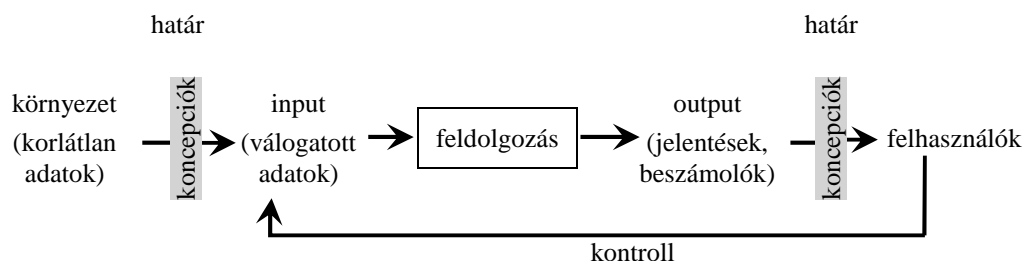 határ
határ
környezet
(korlátlan
adatok)
koncepciók
input
(válogatott
adatok)
feldolgozás
output
(jelentések,
beszámolók)
koncepciók
felhasználók
kontroll